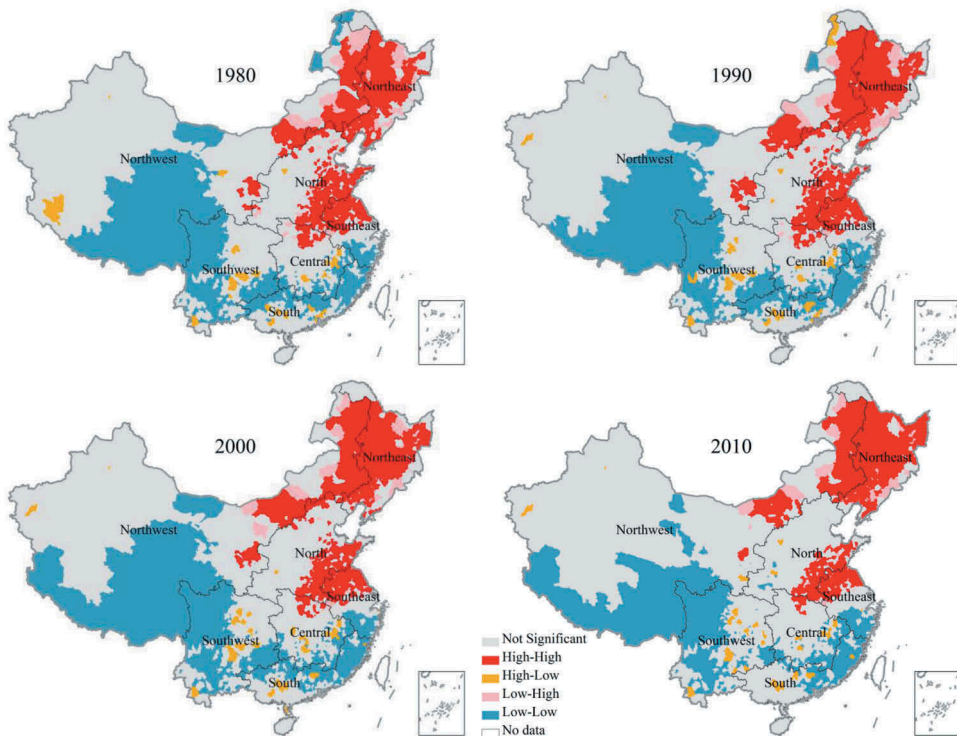 1980
Northeast
Northwest
North
Southeast
Southwest
Central
South
1990
Northeast
Northwest
North
Southeast
Southwest
Central
South
2000
Northeast
Northwest
North
Southeast
Southwest
Central
South
2010
Northeast
Northwest
North
Southeast
Southwest
Central
South
Not Significant
High-High
High-Low
Low-High
Low-Low
No data